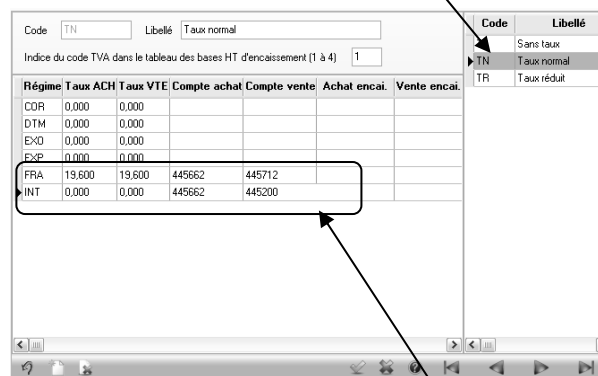 Code TN Libellé Taux normal
Indice du code TVA dans le tableau des bases HT d'encaissement (1 à 4) 1
Régime Taux ACH Taux VTE Compte achat Compte vente Achat encai. Vente encai.
COR 0,000 0,000
DTM 0,000 0,000
EXO 0,000 0,000
EXP 0,000 0,000
FRA 19,600 19,600 445662 445712
INT 0,000 0,000 445662 445200
Code Libellé
Sans taux
TN Taux normal
TR Taux réduit